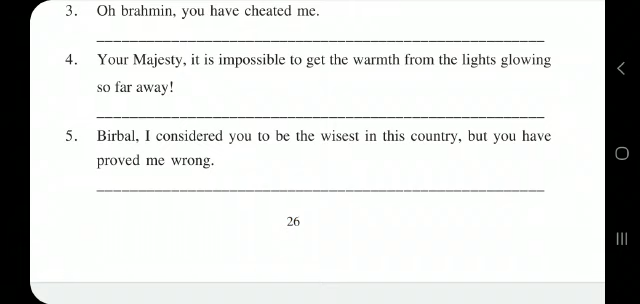 3. Oh brahmin, you have cheated me.
4. Your Majesty, it is impossible to get the warmth from the lights glowing
so far away!
5. Birbal, I considered you to be the wisest in this country, but you have
proved me wrong.
26